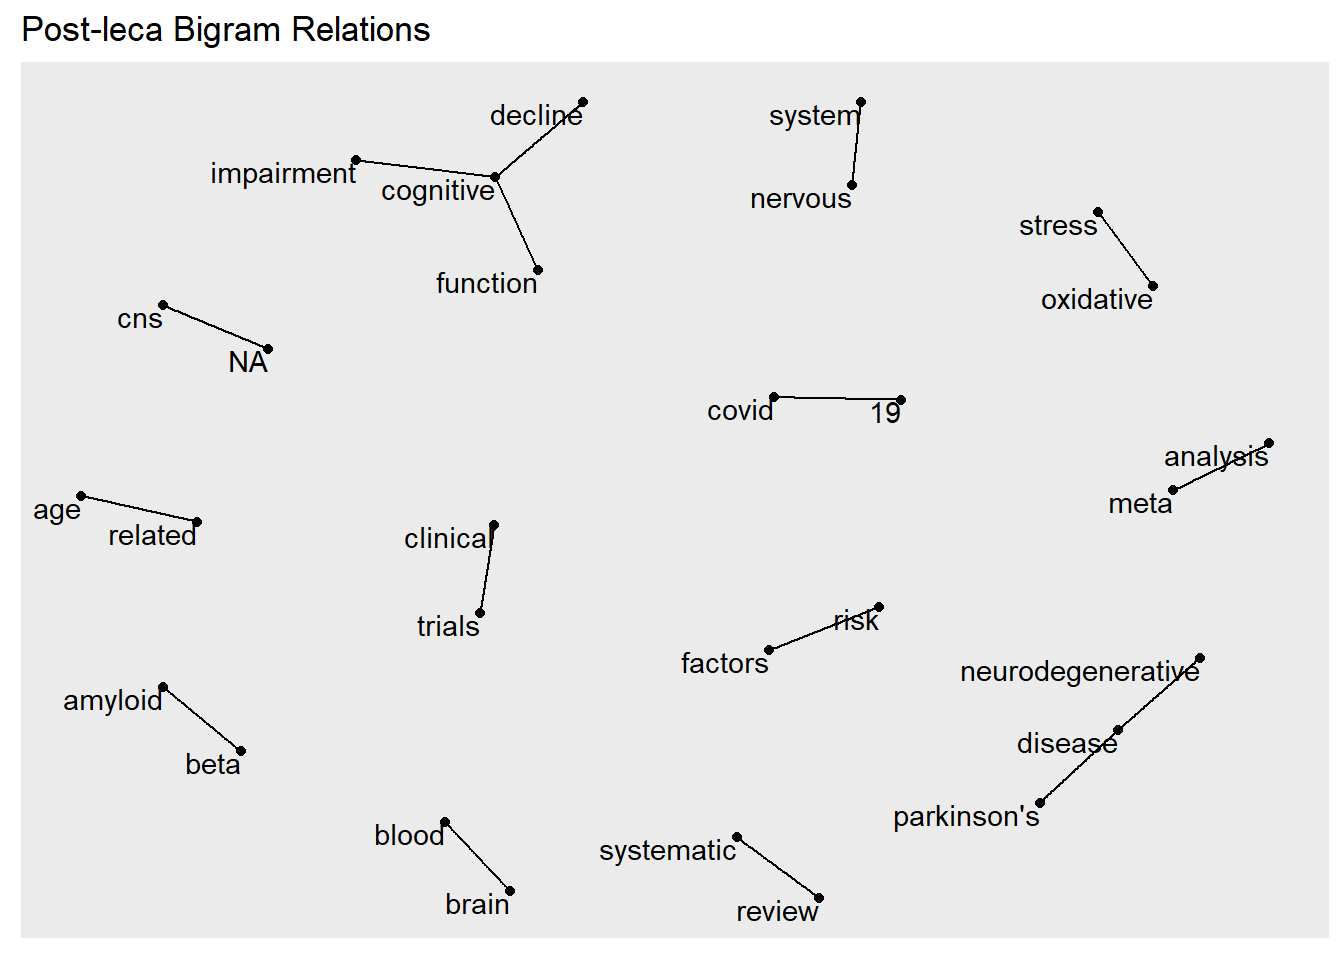 Post-leca Bigram Relations
decline
system
impairment
cognitive
nervous
stress
function
oxidative
cns
NA
covid
19
analysis
meta
age
related
clinical
trials
risk
factors
neurodegenerative
amyloid
disease
beta
parkinson's
blood
systematic
brain
review